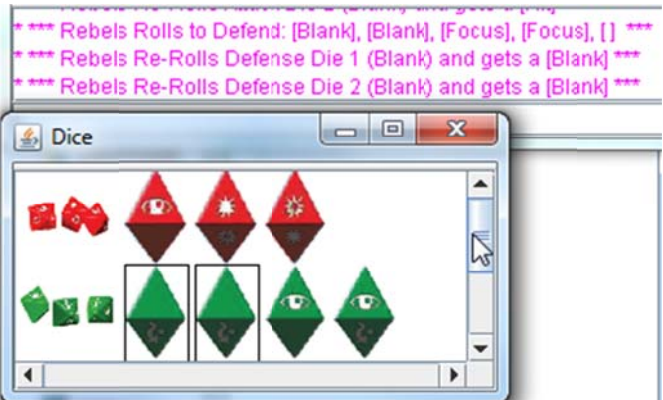 * *** Rebels Rolls to Defend: [Blank], [Blank], [Focus], [Focus], [ ] ***
* *** Rebels Re-Rolls Defense Die 1 (Blank) and gets a [Blank] ***
* *** Rebels Re-Rolls Defense Die 2 (Blank) and gets a [Blank] ***
Dice